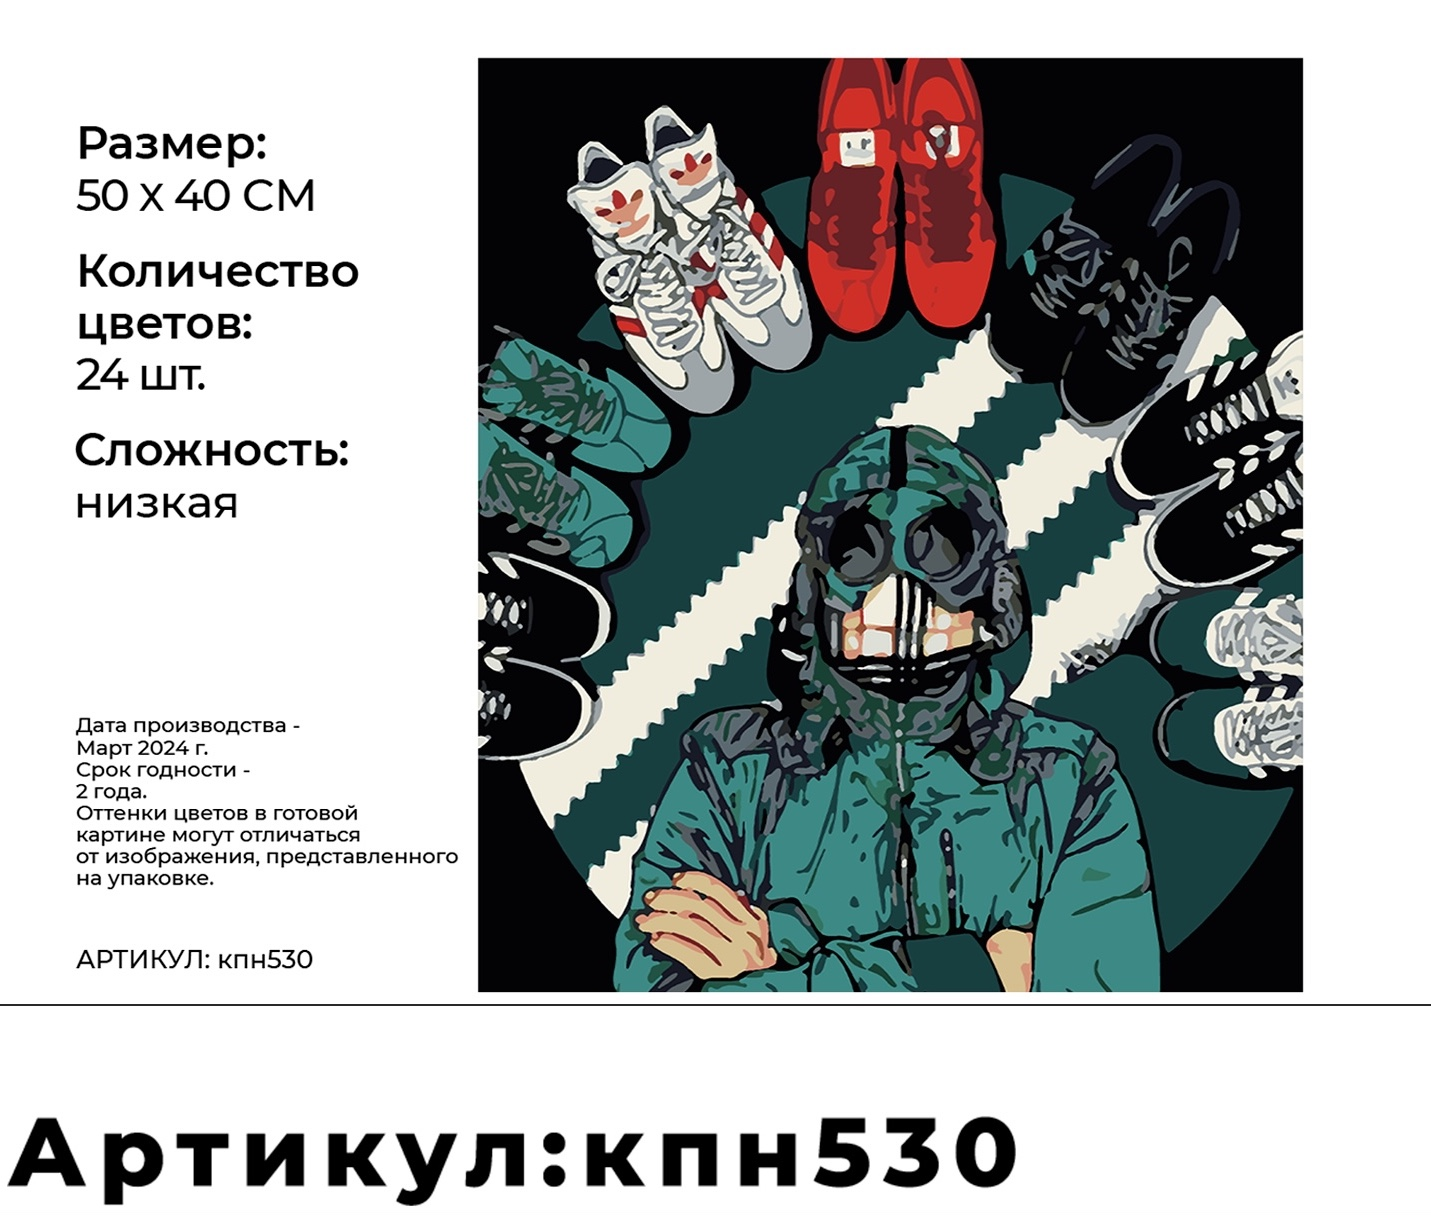 Размер:
50 х 40 СМ
Количество
цветов:
24 шт.
Сложность:
низкая
Дата производства -
Март 2024 г.
Срок годности -
2 года.
Оттенки цветов в готовой
картине могут отличаться
от изображения, представленного
на упаковке.
АРТИКУЛ: кпн530
Артикул:кпн530